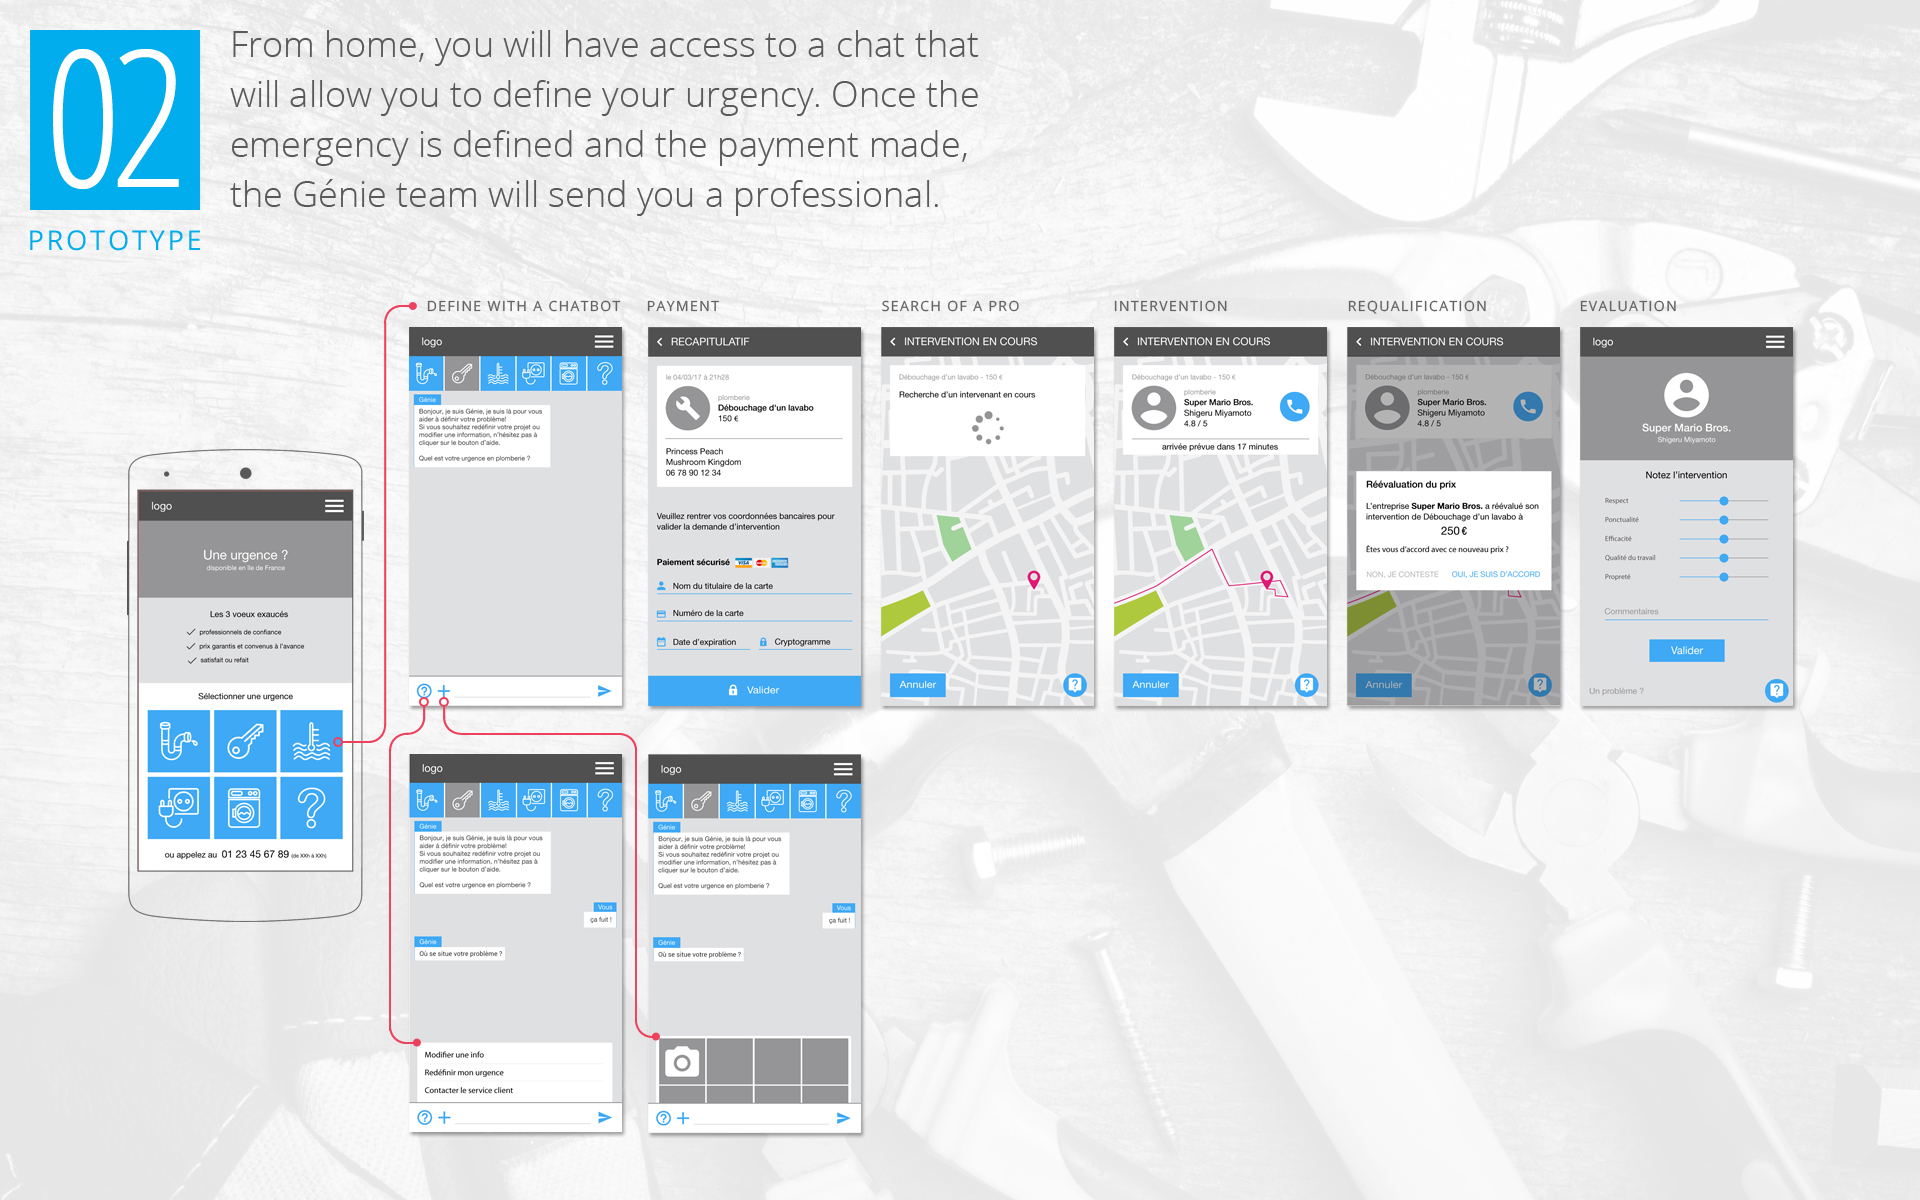 02
PROTOTYPE
From home, you will have access to a chat that
will allow you to define your urgency. Once the
emergency is defined and the payment made,
the Génie team will send you a professional.
logo
Une urgence ?
disponible en Ile de France
Les 3 voeux exaucés
professionnels de confiance
prix garantis et convenus à l'avance
satisfait ou refait
Sélectionner une urgence
ou appelez au 01 23 45 67 89 (de XXh à XXh)
DEFINE WITH A CHATBOT
logo
Génie
Bonjour, je suis Génie, je suis là pour vous
aider à définir votre problème!
Si vous souhaitez redéfinir votre projet ou
modifier une information, n'hésitez pas à
cliquer sur le bouton d'aide.
Quel est votre urgence en plomberie ?
PAYMENT
RECAPITULATIF
le 04/03/17 à 21h28
plomberie
Débouchage d'un lavabo
150 €
Princess Peach
Mushroom Kingdom
06 78 90 12 34
Veuillez rentrer vos coordonnées bancaires pour
valider la demande d'intervention
Paiement sécurisé VISA
Nom du titulaire de la carte
Numéro de la carte
Date d'expiration
Cryptogramme
Valider
SEARCH OF A PRO
INTERVENTION EN COURS
Débouchage d'un lavabo - 150 €
Recherche d'un intervenant en cours
Annuler
INTERVENTION
INTERVENTION EN COURS
Débouchage d'un lavabo - 150 €
plomberie
Super Mario Bros.
Shigeru Miyamoto
4.8 / 5
arrivée prévue dans 17 minutes
Annuler
REQUALIFICATION
INTERVENTION EN COURS
Débouchage d'un lavabo - 150 €
plomberie
Super Mario Bros.
Shigeru Miyamoto
4.8 / 5
Réévaluation du prix
L'entreprise Super Mario Bros. a réévalué son
intervention de Débouchage d'un lavabo à
250 €
Êtes vous d'accord avec ce nouveau prix ?
NON, JE CONTESTE
OUI, JE SUIS D'ACCORD
Annuler
EVALUATION
logo
Super Mario Bros.
Shigeru Miyamoto
Notez l'intervention
Respect
Ponctualité
Efficacité
Qualité du travail
Propreté
Commentaires
Valider
Un problème ?
logo
Génie
Bonjour, je suis Génie, je suis là pour vous
aider à définir votre problème!
Si vous souhaitez redéfinir votre projet ou
modifier une information, n'hésitez pas à
cliquer sur le bouton d'aide.
Quel est votre urgence en plomberie ?
Vous
ça fuit !
Génie
Où se situe votre problème ?
Modifier une info
Redéfinir mon urgence
Contacter le service client
logo
Génie
Bonjour, je suis Génie, je suis là pour vous
aider à définir votre problème!
Si vous souhaitez redéfinir votre projet ou
modifier une information, n'hésitez pas à
cliquer sur le bouton d'aide.
Quel est votre urgence en plomberie ?
Vous
ça fuit !
Génie
Où se situe votre problème ?